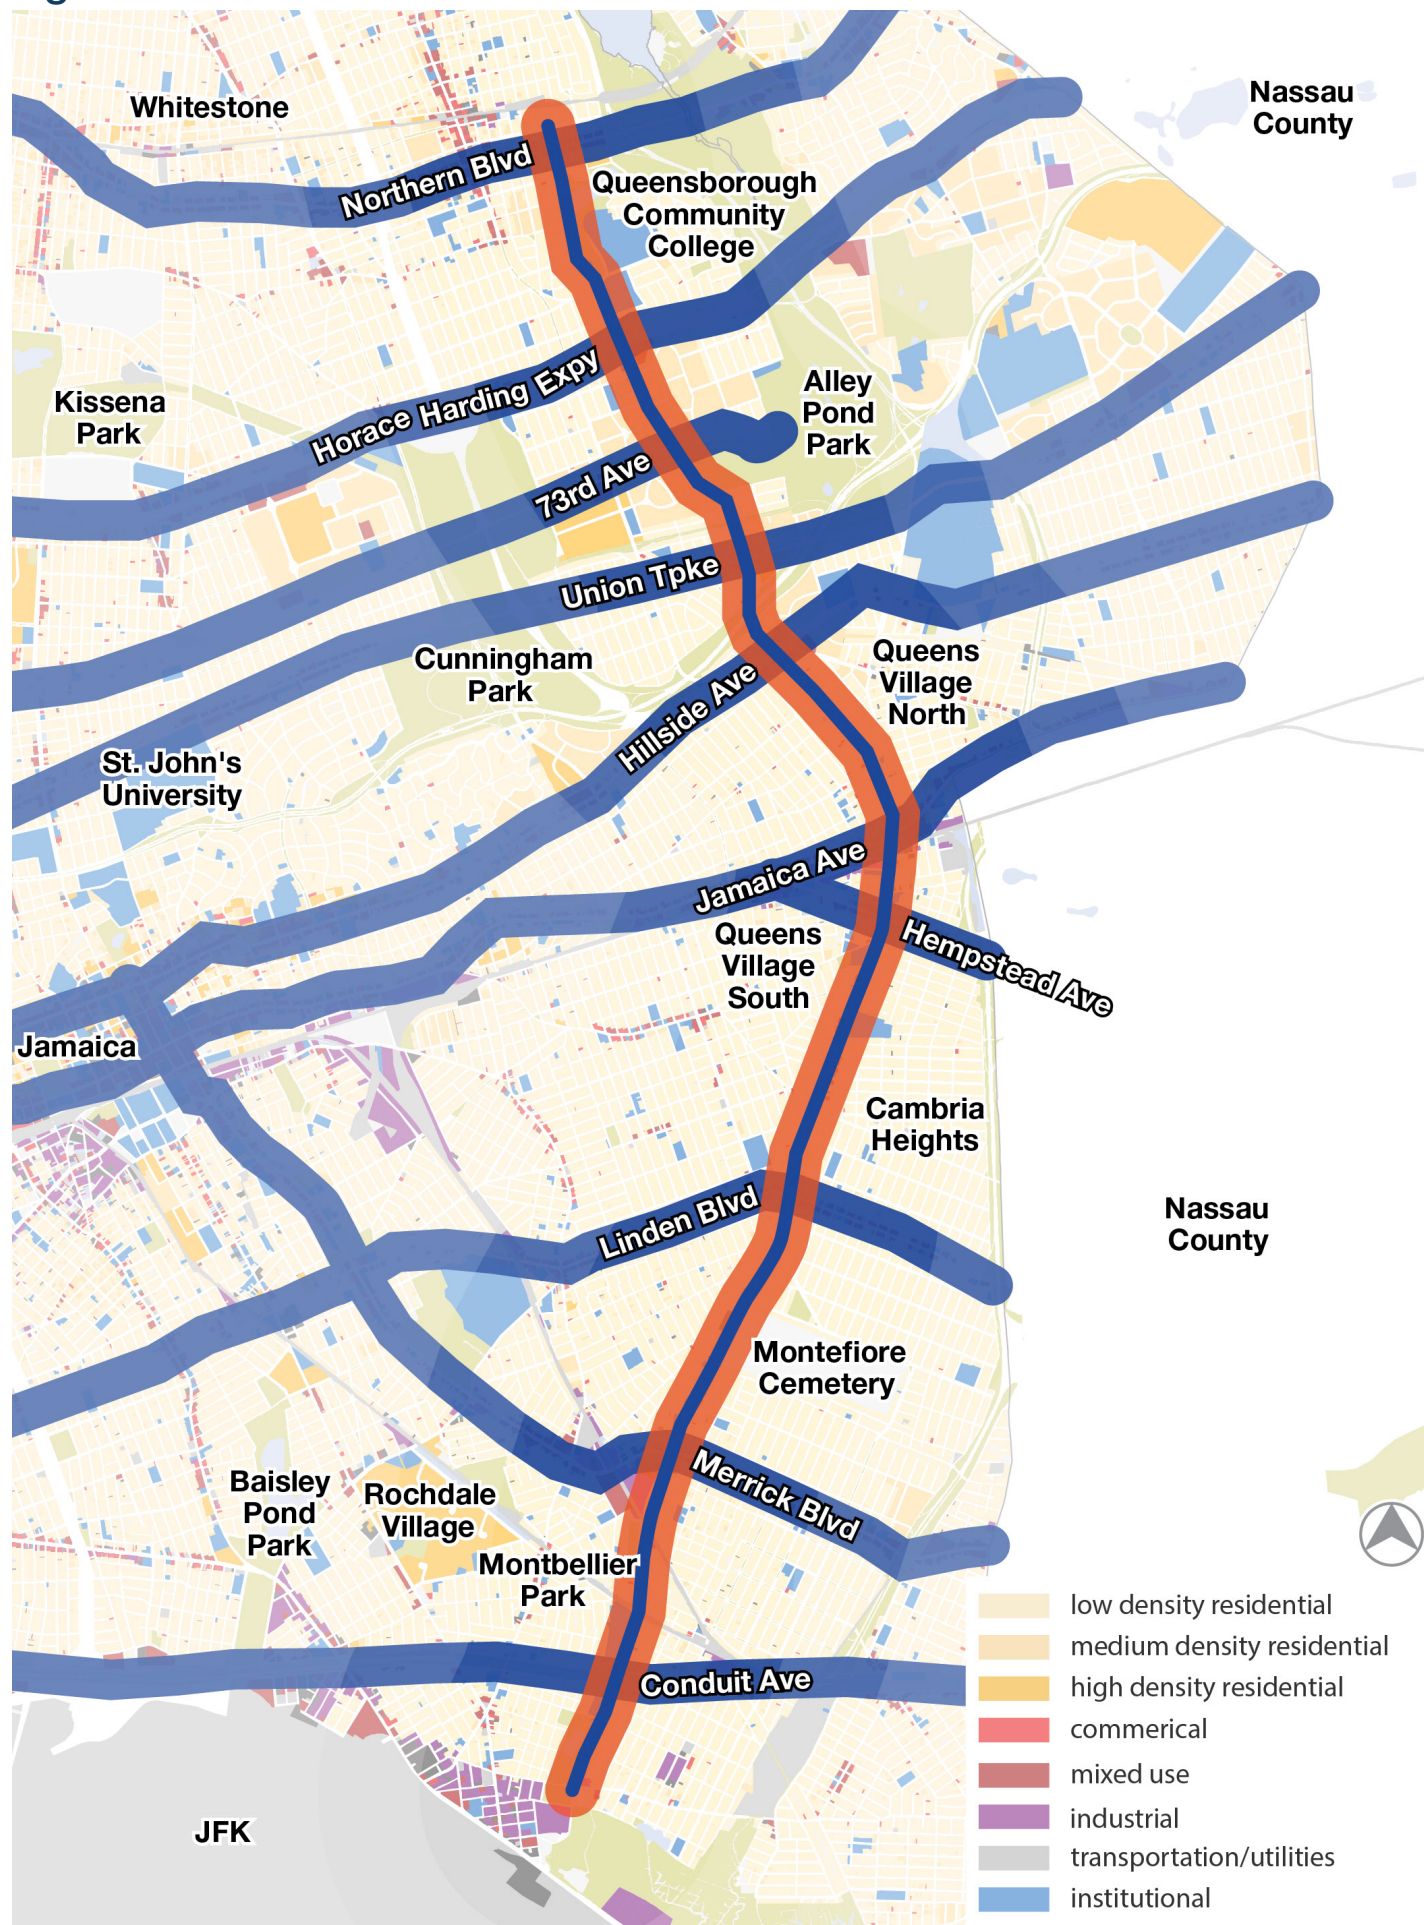 Whitestone
Nassau
County
Northern Blvd
Queensborough
Community
College
Horace Harding Expy
Kissena
Park
Alley
Pond
Park
73rd Ave
Union Tpke
Cunningham
Park
Queens
Village
North
Hillside Ave
St. John's
University
Jamaica Ave
Queens
Village
South
Hempstead Ave
Jamaica
Cambria
Heights
Linden Blvd
Nassau
County
Montefiore
Cemetery
Merrick Blvd
Baisley
Pond
Park
Rochdale
Village
Montbellier
Park
Conduit Ave
JFK
low density residential
medium density residential
high density residential
commerical
mixed use
industrial
transportation/utilities
institutional